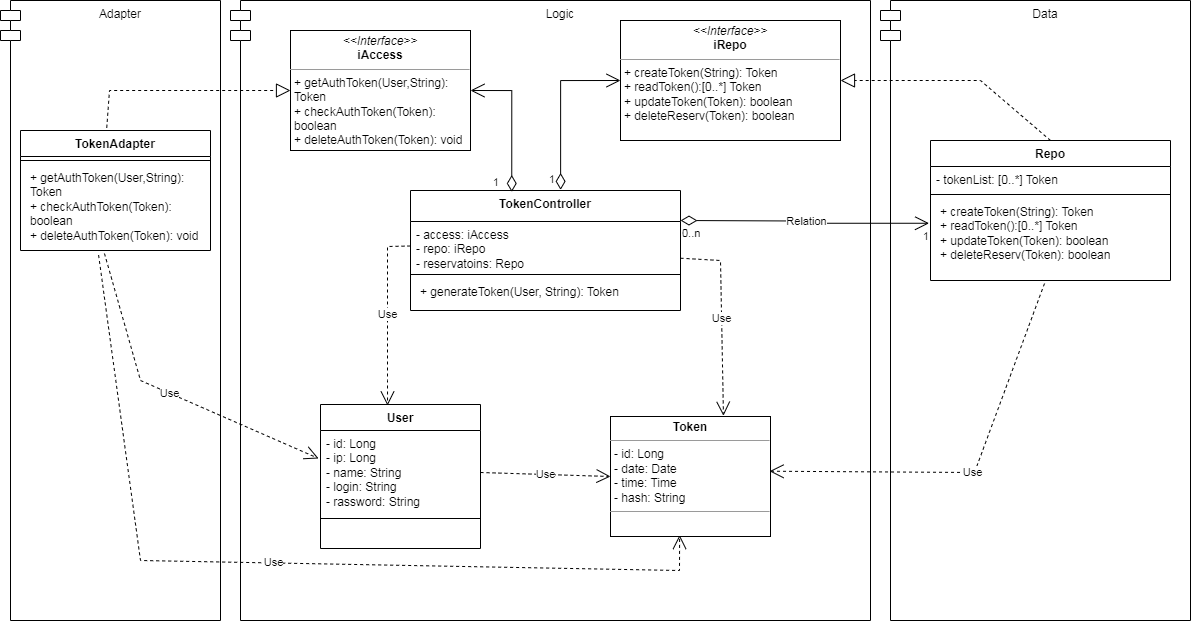 Adapter
Logic
Data
<<Interface>>
iAccess
+ getAuthToken(User,String):
Token
+ checkAuthToken(Token):
boolean
+ deleteAuthToken(Token): void
<<Interface>>
iRepo
+ createToken(String): Token
+ readToken():[0..*] Token
+ updateToken(Token): boolean
+ deleteReserv(Token): boolean
TokenAdapter
+ getAuthToken(User,String):
Token
+ checkAuthToken(Token):
boolean
+ deleteAuthToken(Token): void
1
1
TokenController
- access: iAccess
- repo: iRepo
- reservatoins: Repo
+ generateToken(User, String): Token
0..n
Relation
1
Repo
- tokenList: [0..*] Token
+ createToken(String): Token
+ readToken():[0..*] Token
+ updateToken(Token): boolean
+ deleteReserv(Token): boolean
Use
Use
Use
User
- id: Long
- ip: Long
- name: String
- login: String
- rassword: String
Use
Token
- id: Long
- date: Date
- time: Time
- hash: String
Use
Use